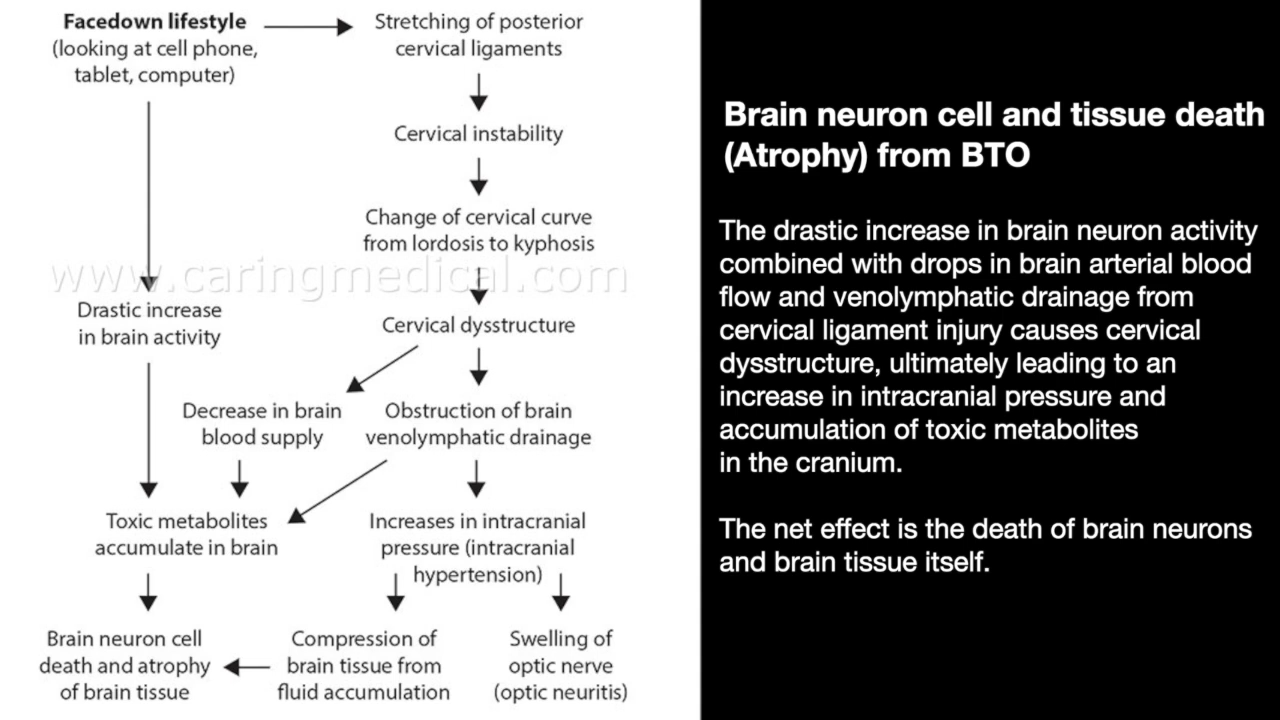 Facedown lifestyle
(looking at cell phone,
tablet, computer)
Stretching of posterior
cervical ligaments
Cervical instability
Change of cervical curve
from lordosis to kyphosis
www.caringmedical.com
Drastic increase
in brain activity
Cervical dysstructure
Decrease in brain
blood supply
Obstruction of brain
venolymphatic drainage
Toxic metabolites
accumulate in brain
Increases in intracranial
pressure (intracranial
hypertension)
Brain neuron cell
death and atrophy
of brain tissue
Compression of
brain tissue from
fluid accumulation
Swelling of
optic nerve
(optic neuritis)
Brain neuron cell and tissue death
(Atrophy) from BTO
The drastic increase in brain neuron activity
combined with drops in brain arterial blood
flow and venolymphatic drainage from
cervical ligament injury causes cervical
dysstructure, ultimately leading to an
increase in intracranial pressure and
accumulation of toxic metabolites
in the cranium.
The net effect is the death of brain neurons
and brain tissue itself.